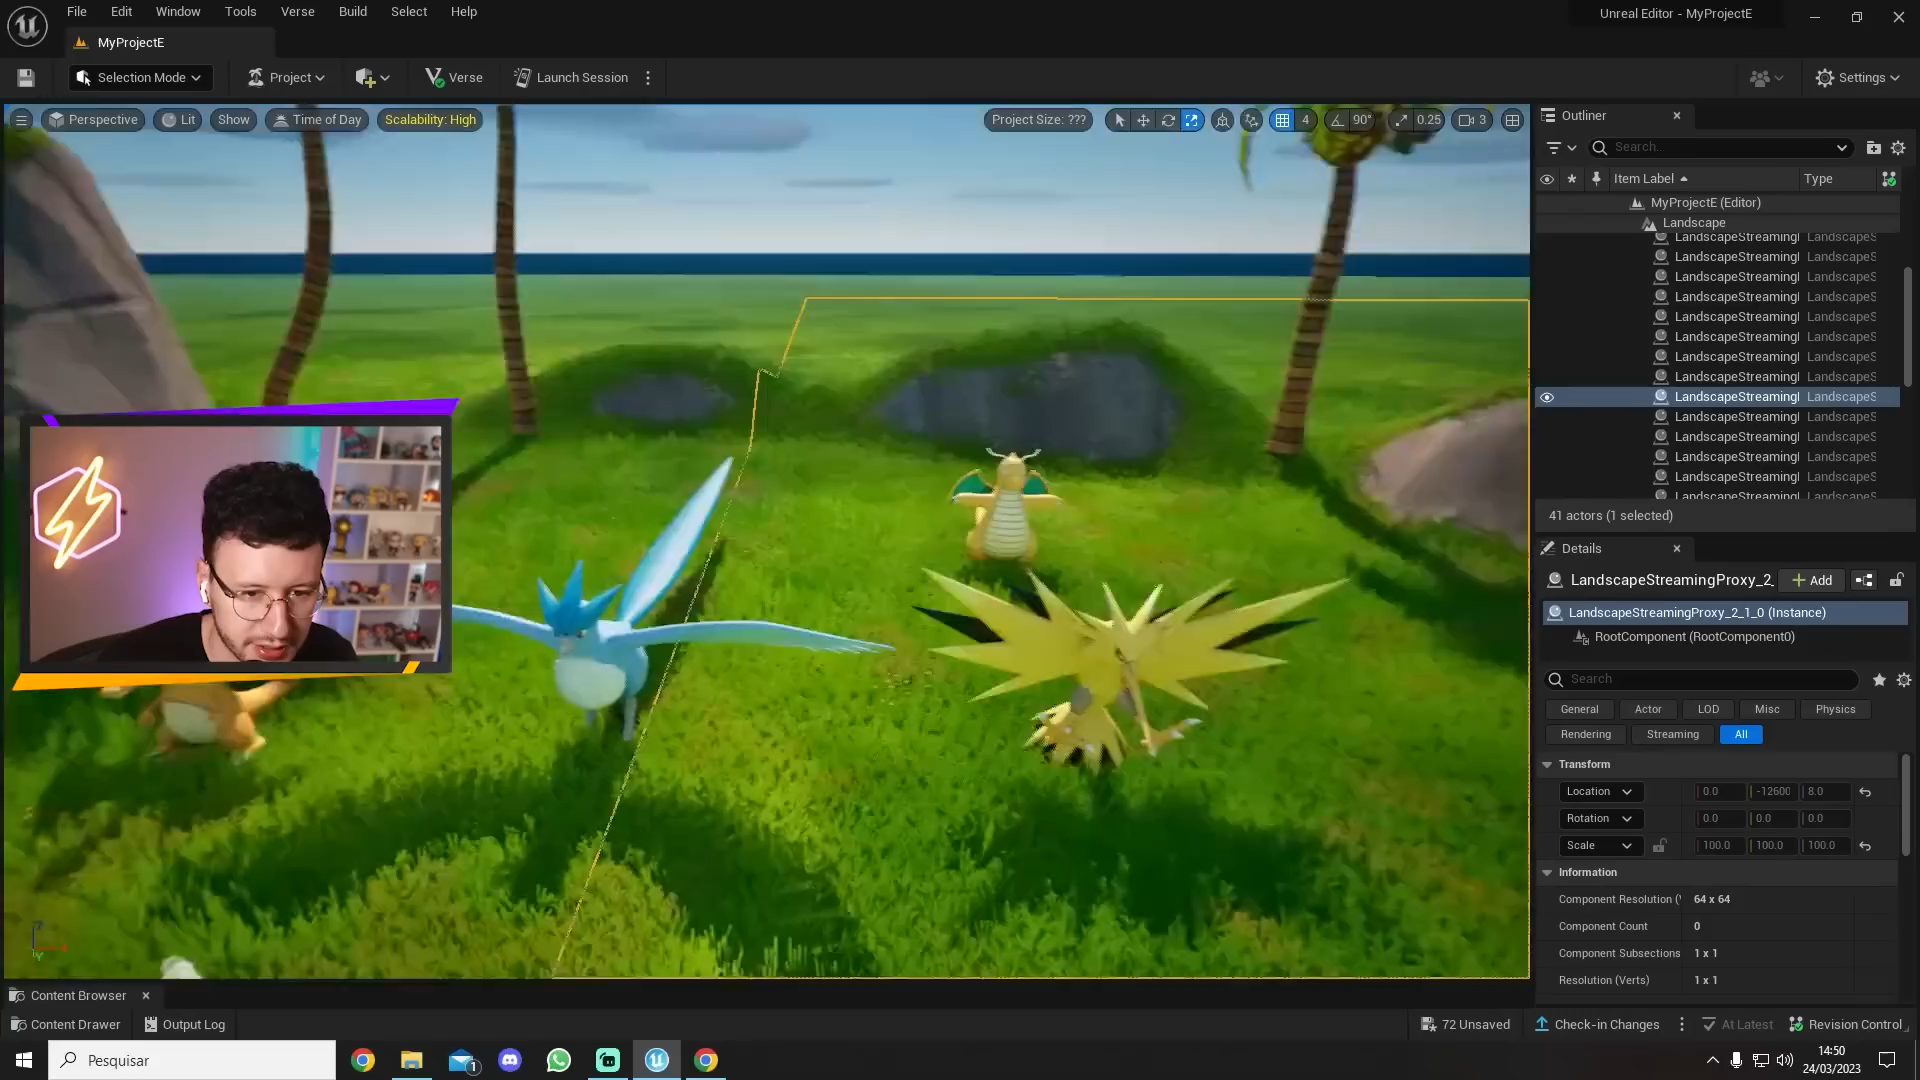 File Edit Window Tools Verse Build Select Help
Unreal Editor - MyProjectE
MyProjectE
Selection Mode
Project
Verse
Launch Session
Settings
Perspective
Lit
Show
Time of Day
Scalability: High
Project Size: ???
4
90°
0.25
3
Outliner
Search...
Item Label
Type
MyProjectE (Editor)
Landscape
LandscapeStreamingl LandscapeS
LandscapeStreamingl LandscapeS
LandscapeStreamingl LandscapeS
LandscapeStreamingl LandscapeS
LandscapeStreamingl LandscapeS
LandscapeStreamingl LandscapeS
LandscapeStreamingl LandscapeS
LandscapeStreamingl LandscapeS
LandscapeStreamingl LandscapeS
LandscapeStreamingl LandscapeS
LandscapeStreamingl LandscapeS
LandscapeStreamingl LandscapeS
LandscapeStreamingl LandscapeS
LandscapeStreamingl LandscapeS
41 actors (1 selected)
Details
LandscapeStreamingProxy_2_
Add
LandscapeStreamingProxy_2_1_0 (Instance)
RootComponent (RootComponent0)
Search
General Actor LOD Misc Physics
Rendering Streaming All
Transform
Location 0.0 -12600 8.0
Rotation 0.0 0.0 0.0
Scale 100.0 100.0 100.0
Information
Component Resolution (V 64 x 64
Component Count 0
Component Subsections 1 x 1
Resolution (Verts) 1 x 1
Content Browser
Content Drawer
Output Log
72 Unsaved
Check-in Changes
At Latest
Revision Control
Pesquisar
1
14:50
24/03/2023